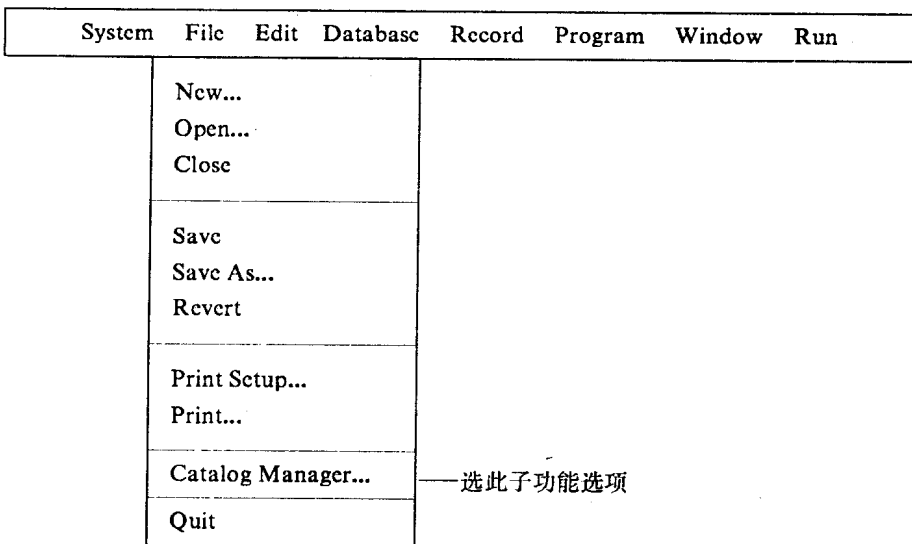 System File Edit Database Record Program Window Run
New...
Open...
Close
Save
Save As...
Revert
Print Setup...
Print...
Catalog Manager... 选此子功能选项
Quit